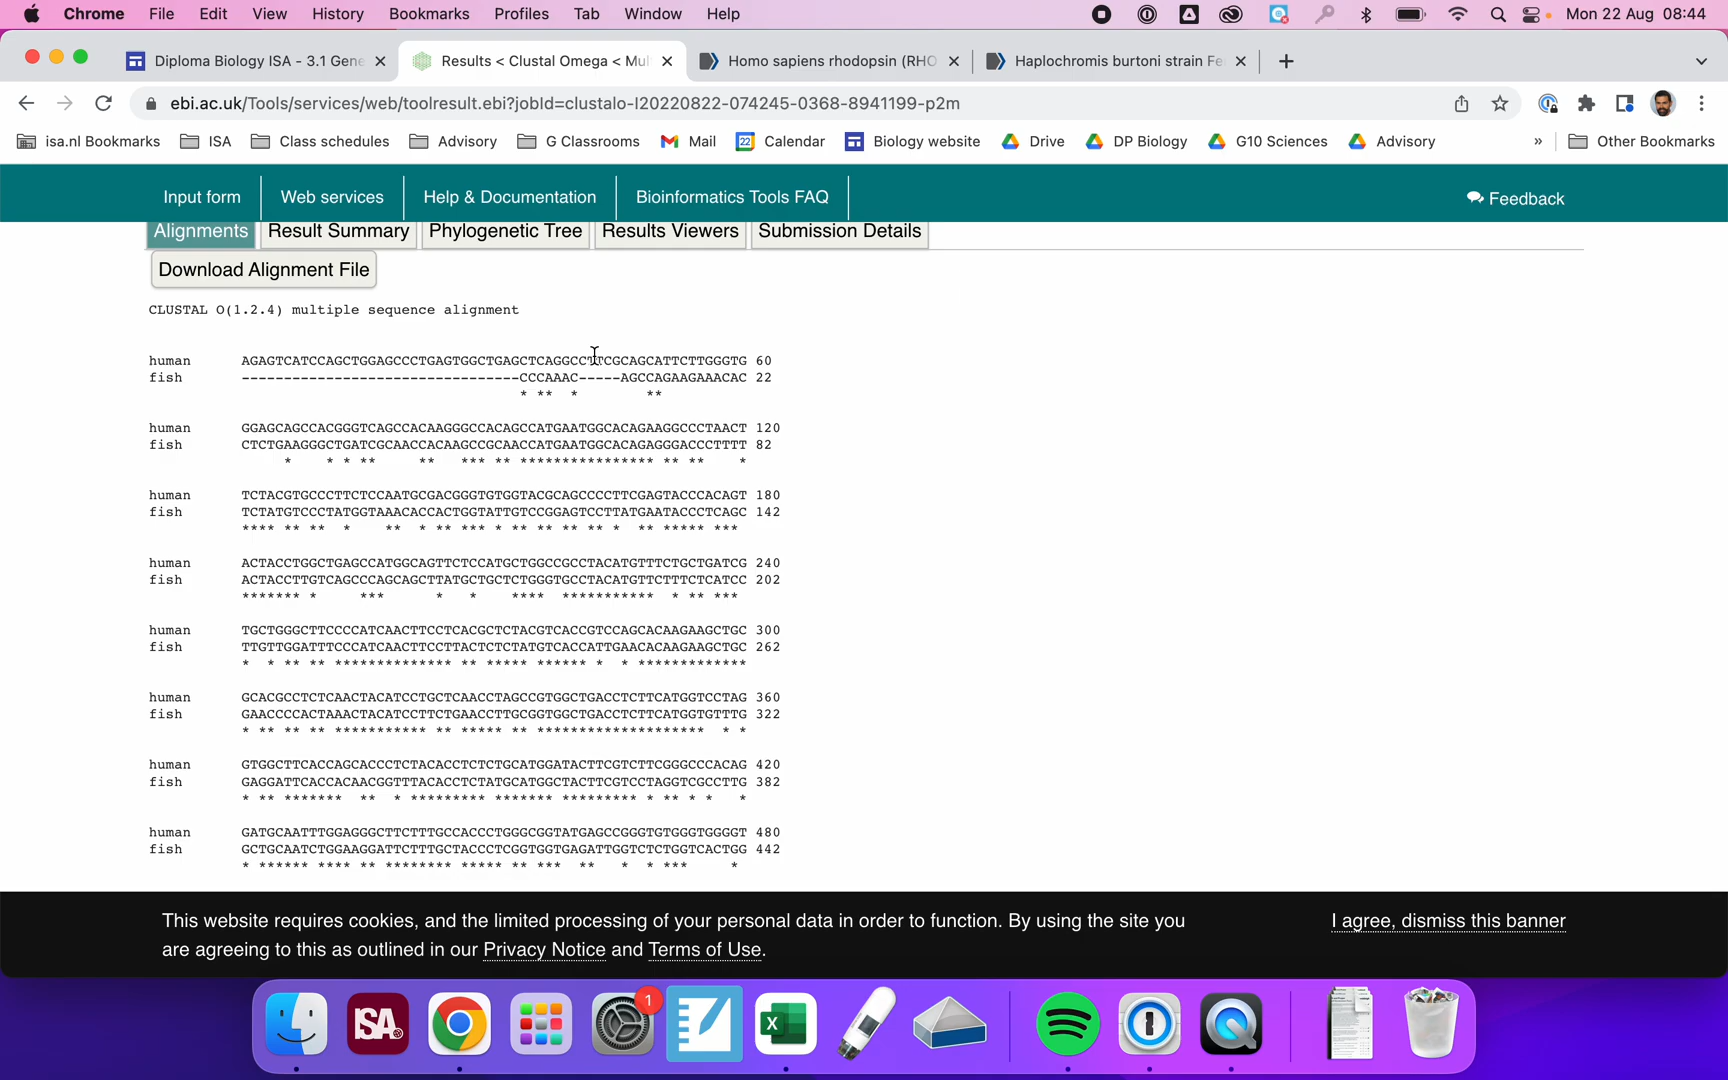 Chrome File Edit View History Bookmarks Profiles Tab Window Help Mon 22 Aug 08:44
Diploma Biology ISA - 3.1 Gene Results < Clustal Omega < Mul Homo sapiens rhodopsin (RHO Haplochromis burtoni strain Fe
ebi.ac.uk/Tools/services/web/toolresult.ebi?jobId=clustalo-I20220822-074245-0368-8941199-p2m
isa.nl Bookmarks ISA Class schedules Advisory G Classrooms Mail 22 Calendar Biology website Drive DP Biology G10 Sciences Advisory » Other Bookmarks
Input form Web services Help & Documentation Bioinformatics Tools FAQ Feedback
Alignments Result Summary Phylogenetic Tree Results Viewers Submission Details
Download Alignment File
CLUSTAL O(1.2.4) multiple sequence alignment
human AGAGTCATCCAGCTGGAGCCCTGAGTGGCTGAGCTCAGGCCTTCGCAGCATTCTTGGGTG 60
fish ---------------------------------CCCAAAC-----AGCCAGAAGAAACAC 22
* ** * **
human GGAGCAGCCACGGGTCAGCCACAAGGGCCACAGCCATGAATGGCACAGAAGGCCCTAACT 120
fish CTCTGAAGGGCTGATCGCAACCACAAGCCGCAACCATGAATGGCACAGAGGGACCCTTTT 82
* * * ** ** *** ** **************** ** ** *
human TCTACGTGCCCTTCTCCAATGCGACGGGTGTGGTACGCAGCCCCTTCGAGTACCCACAGT 180
fish TCTATGTCCCTATGGTAAACACCACTGGTATTGTCCGGAGTCCTTATGAATACCCTCAGC 142
**** ** ** * ** * ** *** * ** ** ** ** * ** ***** ***
human ACTACCTGGCTGAGCCATGGCAGTTCTCCATGCTGGCCGCCTACATGTTTCTGCTGATCG 240
fish ACTACCTTGTCAGCCCAGCAGCTTATGCTGCTCTGGGTGCCTACATGTTCTTTCTCATCC 202
******* * *** * * **** *********** * ** ***
human TGCTGGGCTTCCCCATCAACTTCCTCACGCTCTACGTCACCGTCCAGCACAAGAAGCTGC 300
fish TTGTTGGATTTCCCATCAACTTCCTTACTCTCTATGTCACCATTGAACACAAGAAGCTGC 262
* * ** ** ************** ** ***** ****** * * *************
human GCACGCCTCTCAACTACATCCTGCTCAACCTAGCCGTGGCTGACCTCTTCATGGTCCTAG 360
fish GAACCCCACTAAACTACATCCTTCTGAACCTTGCGGTGGCTGACCTCTTCATGGTGTTTG 322
* ** ** ** *********** ** ***** ** ******************** * *
human GTGGCTTCACCAGCACCCTCTACACCTCTCTGCATGGATACTTCGTCTTCGGGCCCACAG 420
fish GAGGATTCACCACAACGGTTTACACCTCTATGCATGGCTACTTCGTCCTAGGTCGCCTTG 382
* ** ******* ** * ********* ******* ********* * ** * * *
human GATGCAATTTGGAGGGCTTCTTTGCCACCCTGGGCGGTATGAGCCGGGTGTGGGTGGGGT 480
fish GCTGCAATCTGGAAGGATTCTTTGCTACCCTCGGTGGTGAGATTGGTCTCTGGTCACTGG 442
* ****** **** ** ******** ***** ** *** ** * * *** *
This website requires cookies, and the limited processing of your personal data in order to function. By using the site you
are agreeing to this as outlined in our Privacy Notice and Terms of Use.
I agree, dismiss this banner
1
ISA
X